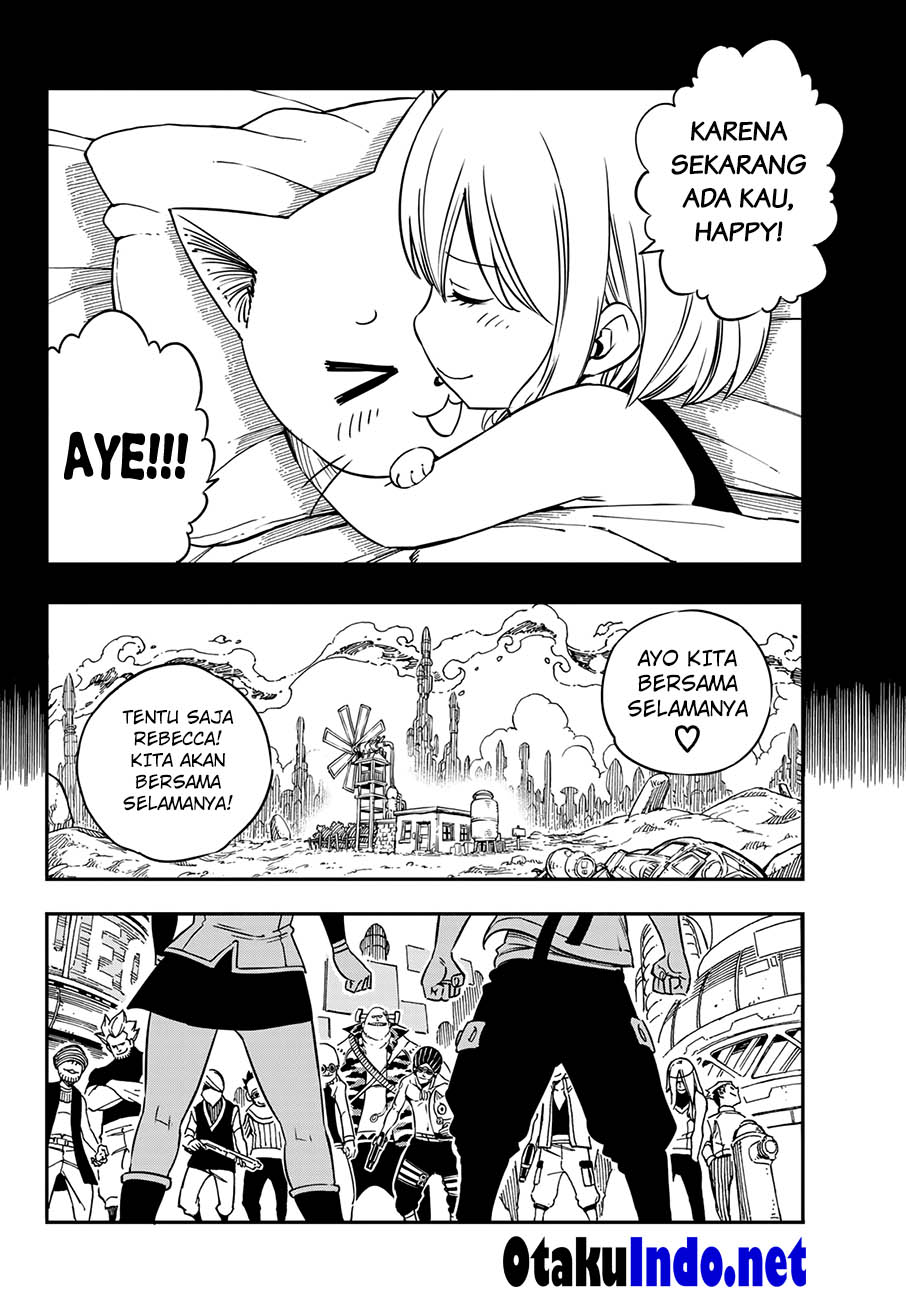 KARENA
SEKARANG
ADA KAU,
HAPPY!
AYE!!!
AYO KITA
BERSAMA
SELAMANYA
♡
TENTU SAJA
REBECCA!
KITA AKAN
BERSAMA
SELAMANYA!
OtakuIndo.net